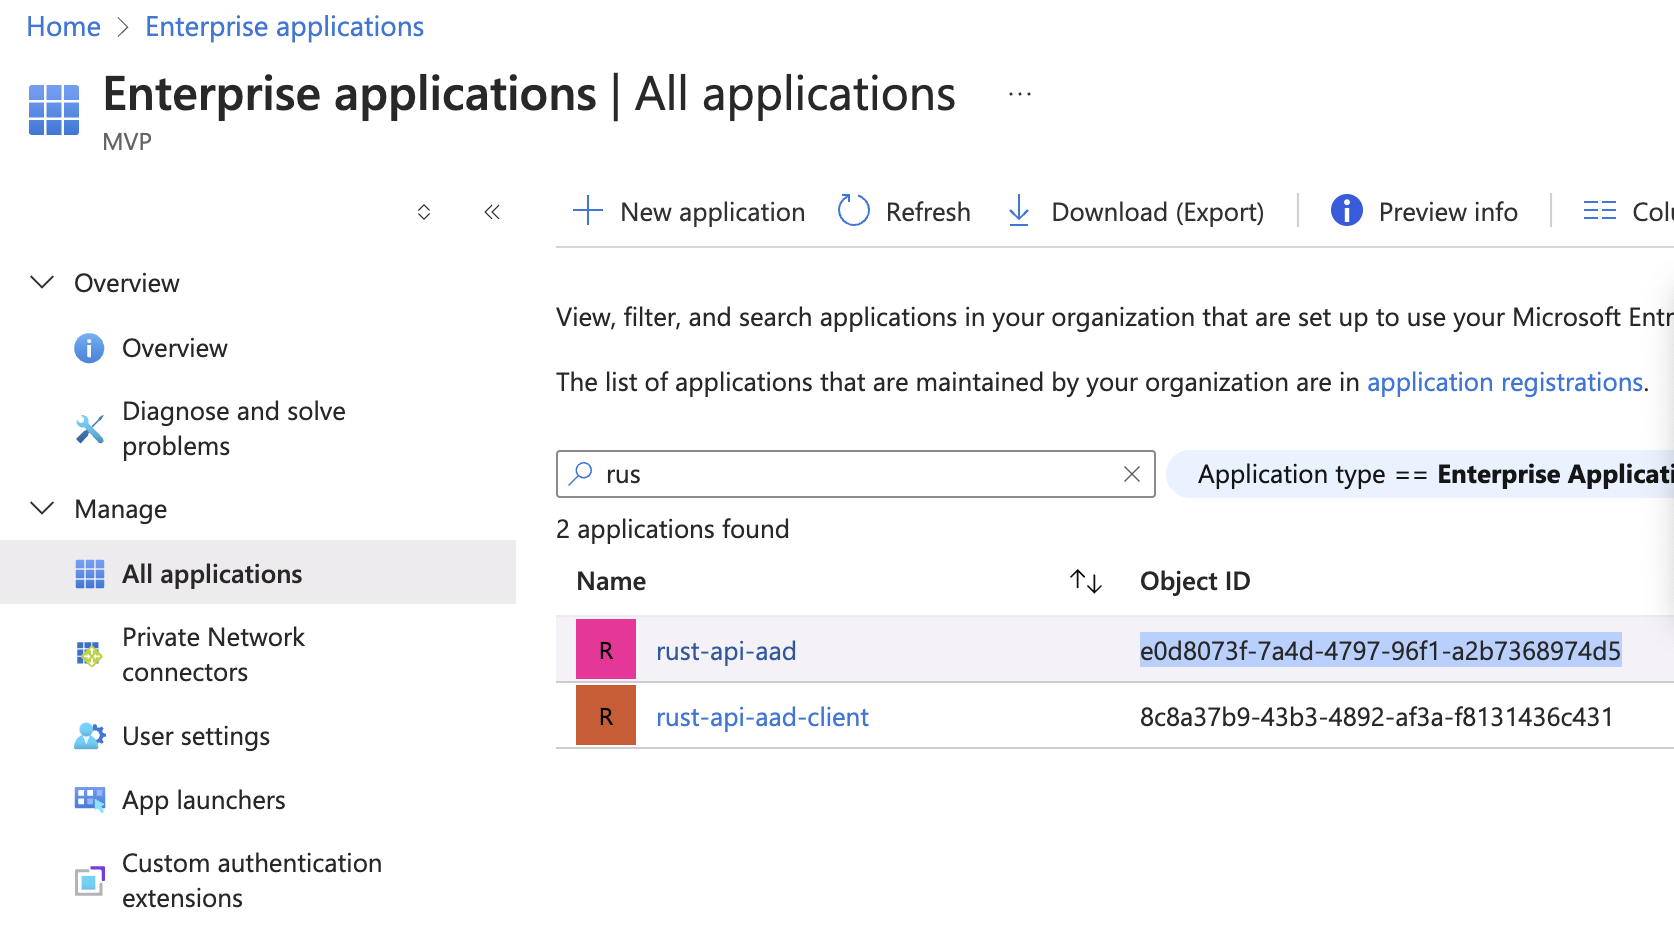 Home > Enterprise applications
Enterprise applications | All applications ...
MVP
New application Refresh Download (Export) Preview info
Overview
Overview
Diagnose and solve
problems
Manage
All applications
Private Network
connectors
User settings
App launchers
Custom authentication
extensions
View, filter, and search applications in your organization that are set up to use your Microsoft
The list of applications that are maintained by your organization are in application registrations.
rus
Application type == Enterprise
2 applications found
Name Object ID
R rust-api-aad e0d8073f-7a4d-4797-96f1-a2b7368974d5
R rust-api-aad-client 8c8a37b9-43b3-4892-af3a-f8131436c431